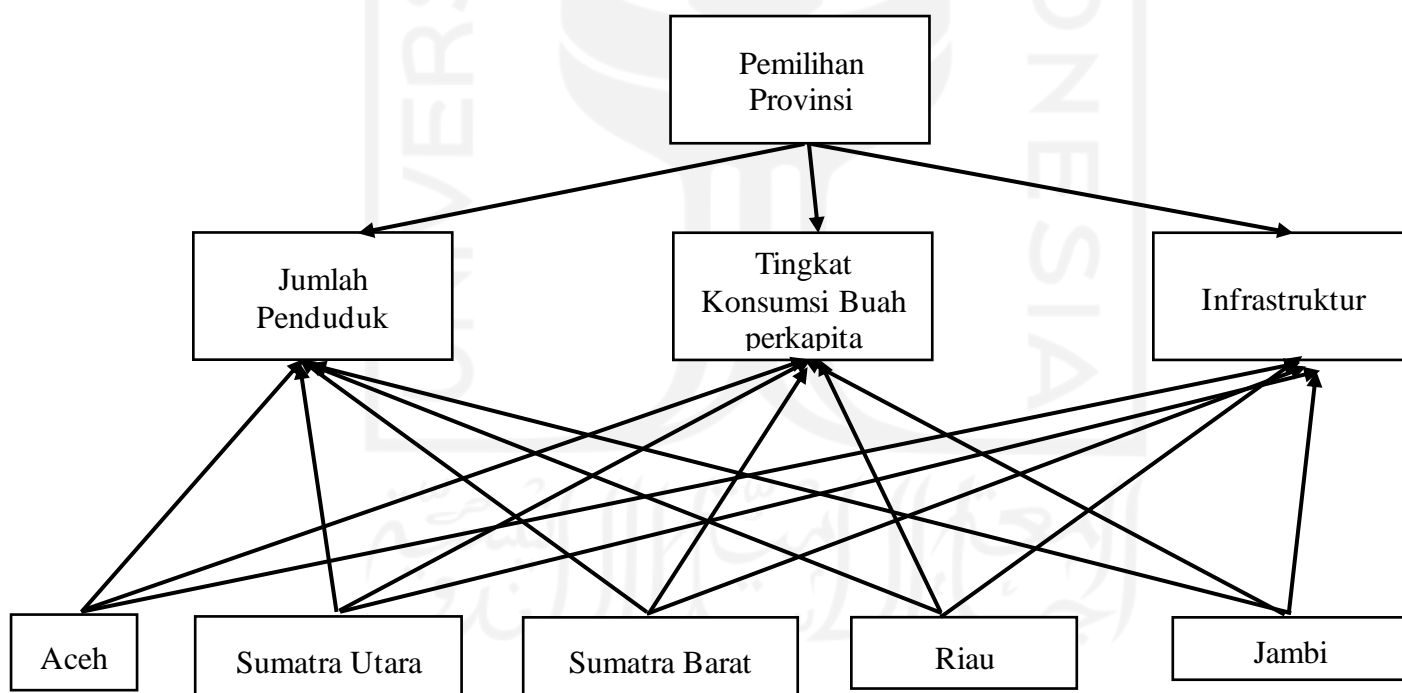 Pemilihan
Provinsi
Jumlah
Penduduk
Tingkat
Konsumsi Buah
perkapita
Infrastruktur
Aceh
Sumatra Utara
Sumatra Barat
Riau
Jambi